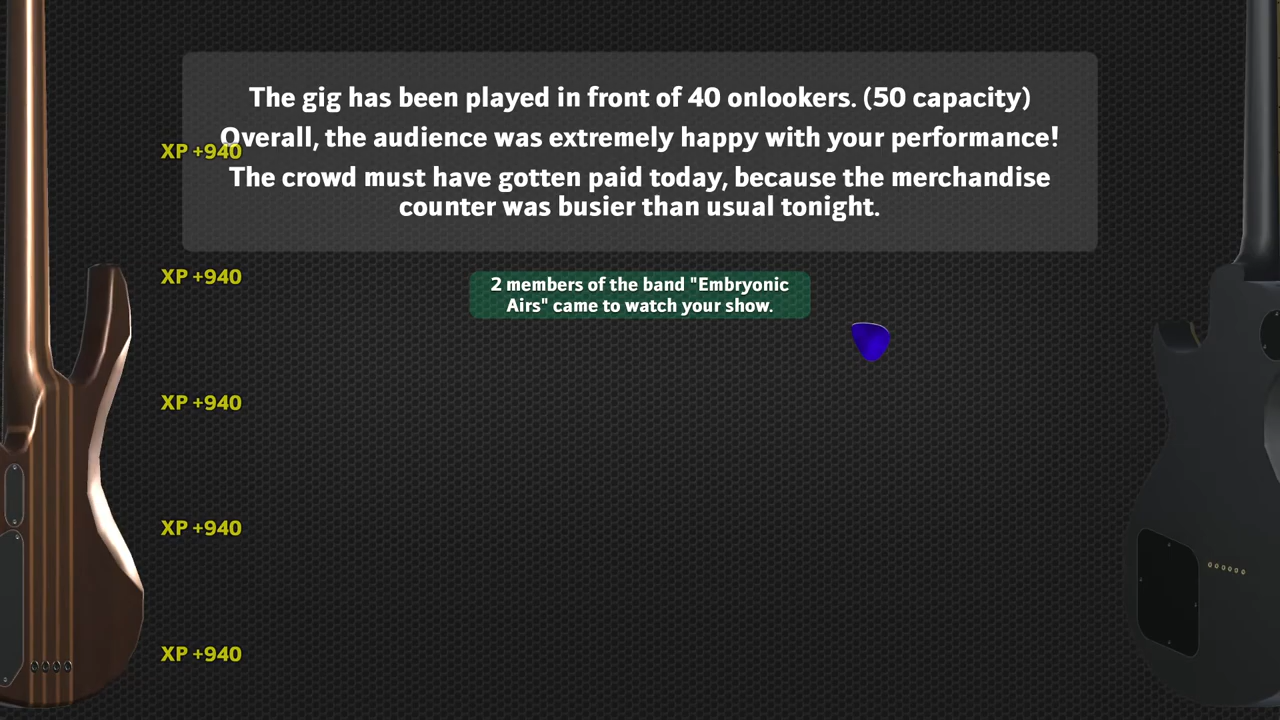 The gig has been played in front of 40 onlookers. (50 capacity)
Overall, the audience was extremely happy with your performance!
XP +940
The crowd must have gotten paid today, because the merchandise
counter was busier than usual tonight.
XP +940
2 members of the band "Embryonic
Airs" came to watch your show.
XP +940
XP +940
XP +940